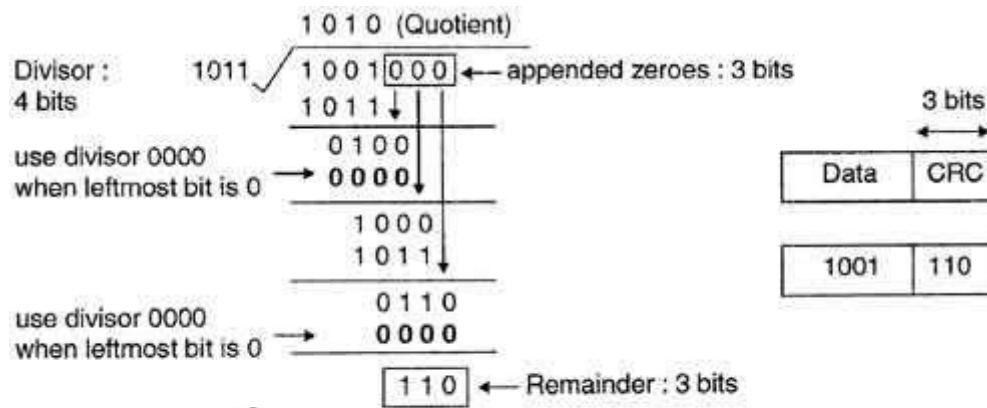 1 0 1 0 (Quotient)
Divisor : 1011 1 0 0 1 0 0 0 appended zeroes : 3 bits
4 bits 1 0 1 1
3 bits
0 1 0 0
use divisor 0000
when leftmost bit is 0 0 0 0 0
Data CRC
1 0 0 0
1 0 1 1
1001 110
0 1 1 0
use divisor 0000
when leftmost bit is 0 0 0 0 0
1 1 0 Remainder : 3 bits